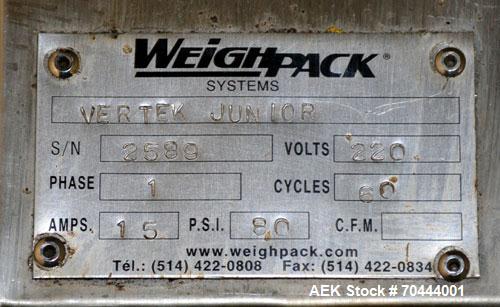 WEIGHPACK®
SYSTEMS
VERTEK JUNIOR
S/N 2589 VOLTS 220
PHASE 1 CYCLES 60
AMPS. 15 P.S.I. 80 C.F.M.
www.weighpack.com
Tél.: (514) 422-0808 Fax: (514) 422-0834
AEK Stock # 70444001